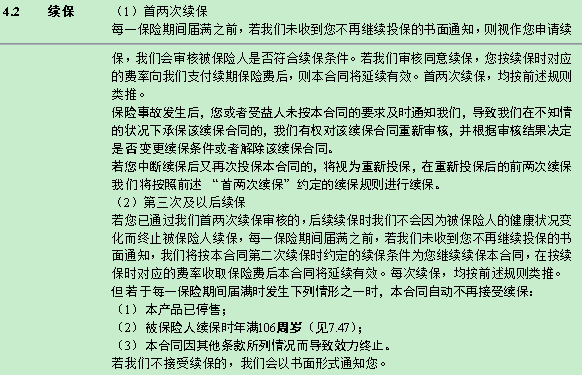 4.2 续保 （1）首两次续保
每一保险期间届满之前，若我们未收到您不再继续投保的书面通知，则视作您申请续
保，我们会审核被保险人是否符合续保条件。若我们审核同意续保，您按续保时对应
的费率向我们支付续期保险费后，则本合同将延续有效。首两次续保，均按前述规则
类推。
保险事故发生后，您或者受益人未按本合同的要求及时通知我们，导致我们在不知情
的状况下承保该续保合同的，我们有权对该续保合同重新审核，并根据审核结果决定
是否变更续保条件或者解除该续保合同。
若您中断续保后又再次投保本合同的，将视为重新投保，在重新投保后的前两次续保
我们将按照前述 “首两次续保”约定的续保规则进行续保。
（2）第三次及以后续保
若您已通过我们首两次续保审核的，后续续保时我们不会因为被保险人的健康状况变
化而终止被保险人续保，每一保险期间届满之前，若我们未收到您不再继续投保的书
面通知，我们将按本合同第二次续保时约定的续保条件为您继续续保本合同，在按续
保时对应的费率收取保险费后本合同将延续有效。每次续保，均按前述规则类推。
但若于每一保险期间届满时发生下列情形之一时，本合同自动不再接受续保：
（1） 本产品已停售；
（2） 被保险人续保时年满106周岁（见7.47）；
（3） 本合同因其他条款所列情况而导致效力终止。
若我们不接受续保的，我们会以书面形式通知您。